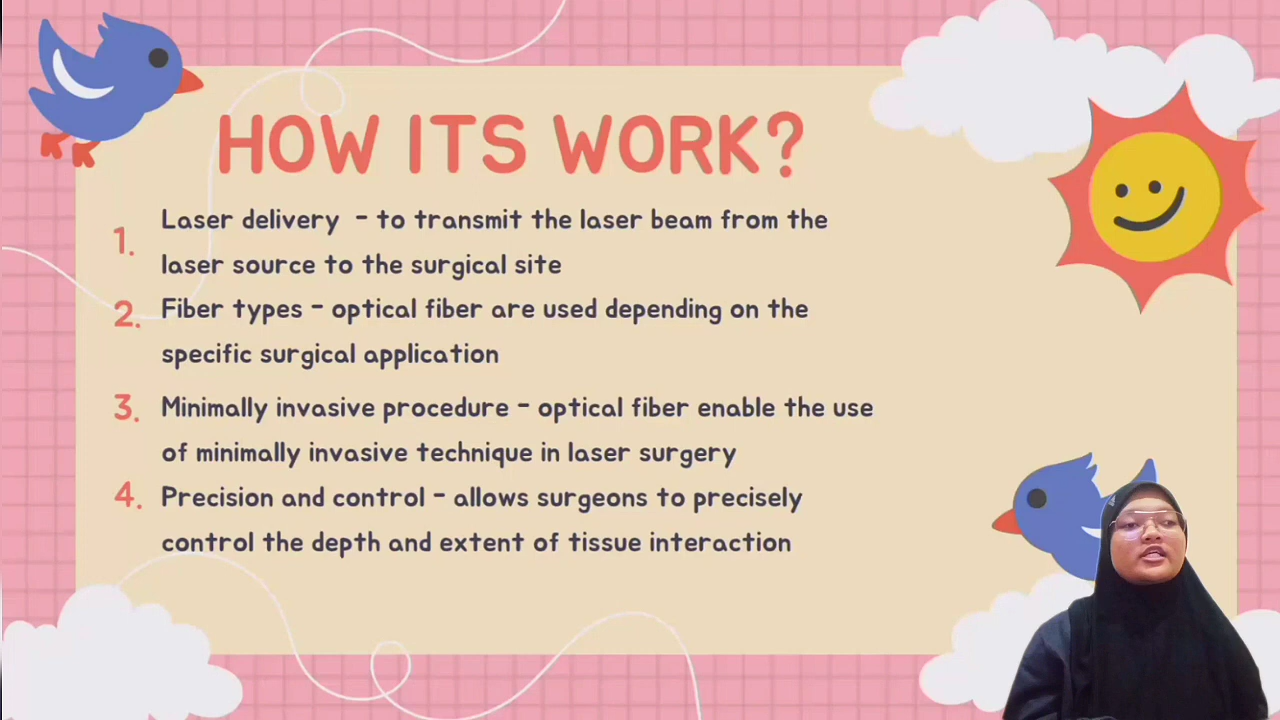 HOW ITS WORK?
1. Laser delivery - to transmit the laser beam from the
laser source to the surgical site
2. Fiber types - optical fiber are used depending on the
specific surgical application
3. Minimally invasive procedure - optical fiber enable the use
of minimally invasive technique in laser surgery
4. Precision and control - allows surgeons to precisely
control the depth and extent of tissue interaction